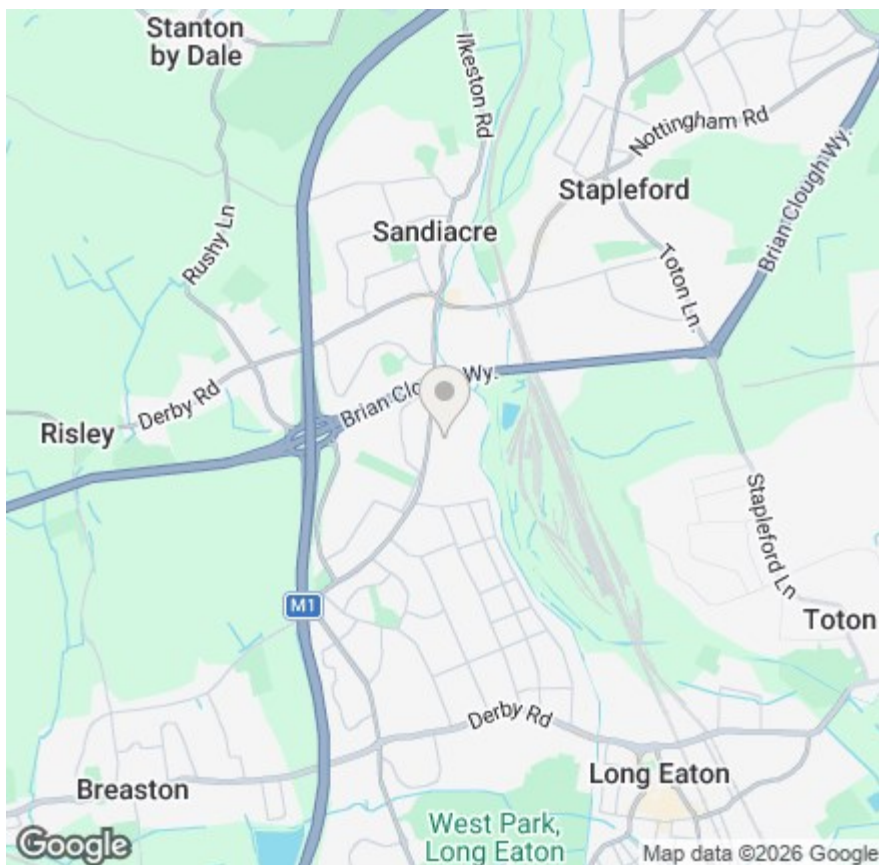 Stanton
by Dale
Ilkeston Rd
Nottingham Rd
Stapleford
Brian Clough Wy.
Sandiacre
Rushy Ln
Toton Ln.
Brian Clough Wy.
Derby Rd
Risley
Stapleford Ln
M1
Toton
Derby Rd
Long Eaton
Breaston
West Park,
Long Eaton
Google
Map data ©2026 Google